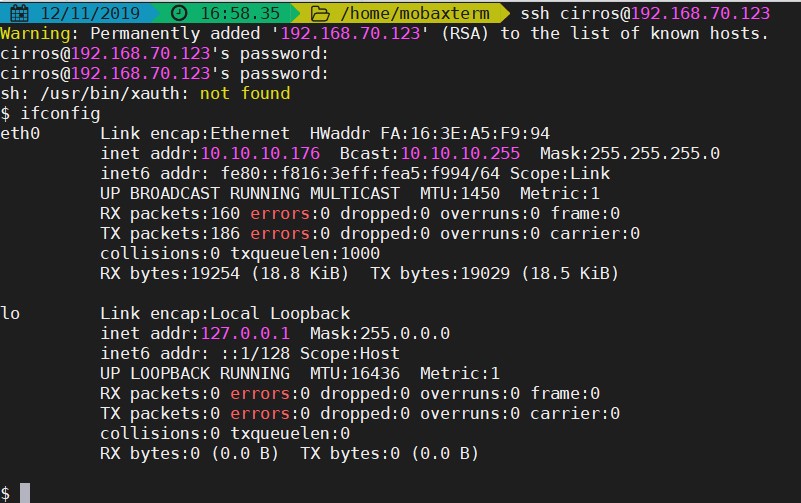 12/11/2019 16:58.35 /home/mobaxterm ssh cirros@192.168.70.123
Warning: Permanently added '192.168.70.123' (RSA) to the list of known hosts.
cirros@192.168.70.123's password:
cirros@192.168.70.123's password:
sh: /usr/bin/xauth: not found
$ ifconfig
eth0      Link encap:Ethernet  HWaddr FA:16:3E:A5:F9:94
          inet addr:10.10.10.176  Bcast:10.10.10.255  Mask:255.255.255.0
          inet6 addr: fe80::f816:3eff:fea5:f994/64 Scope:Link
          UP BROADCAST RUNNING MULTICAST  MTU:1450  Metric:1
          RX packets:160 errors:0 dropped:0 overruns:0 frame:0
          TX packets:186 errors:0 dropped:0 overruns:0 carrier:0
          collisions:0 txqueuelen:1000
          RX bytes:19254 (18.8 KiB)  TX bytes:19029 (18.5 KiB)

lo        Link encap:Local Loopback
          inet addr:127.0.0.1  Mask:255.0.0.0
          inet6 addr: ::1/128 Scope:Host
          UP LOOPBACK RUNNING  MTU:16436  Metric:1
          RX packets:0 errors:0 dropped:0 overruns:0 frame:0
          TX packets:0 errors:0 dropped:0 overruns:0 carrier:0
          collisions:0 txqueuelen:0
          RX bytes:0 (0.0 B)  TX bytes:0 (0.0 B)

$